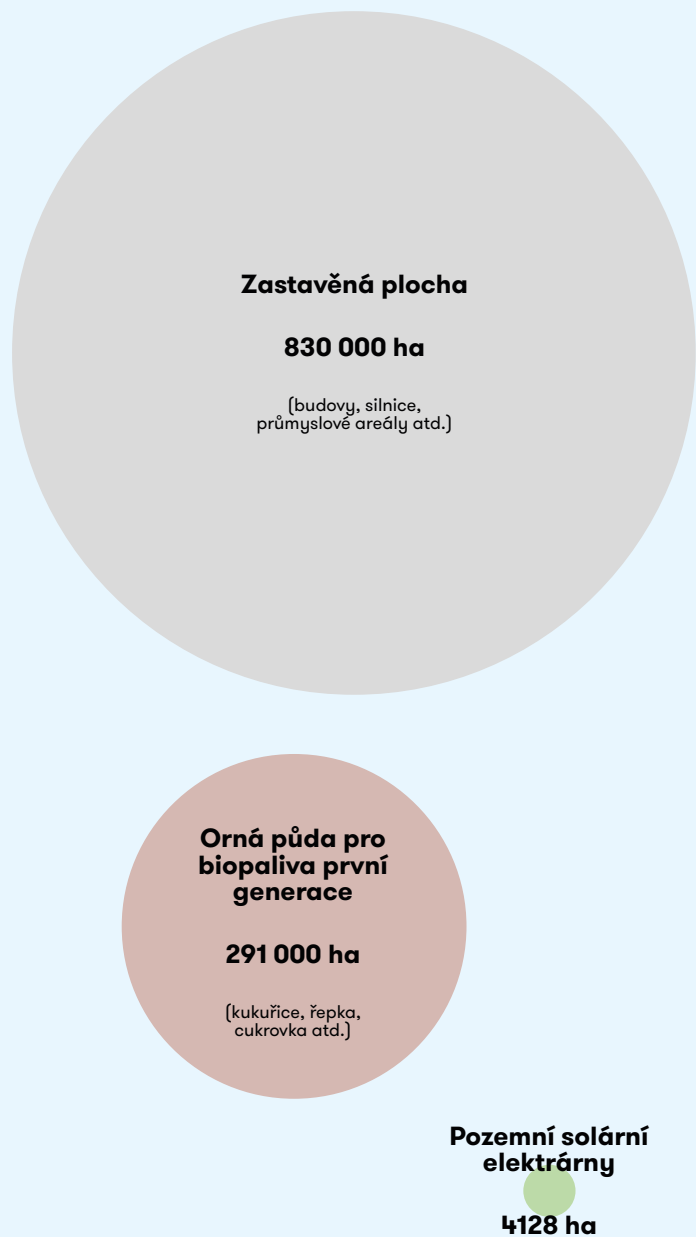 Zastavěná plocha
830 000 ha
(budovy, silnice,
průmyslové areály atd.)
Orná půda pro
biopaliva první
generace
291 000 ha
(kukuřice, řepka,
cukrovka atd.)
Pozemní solární
elektrárny
4128 ha